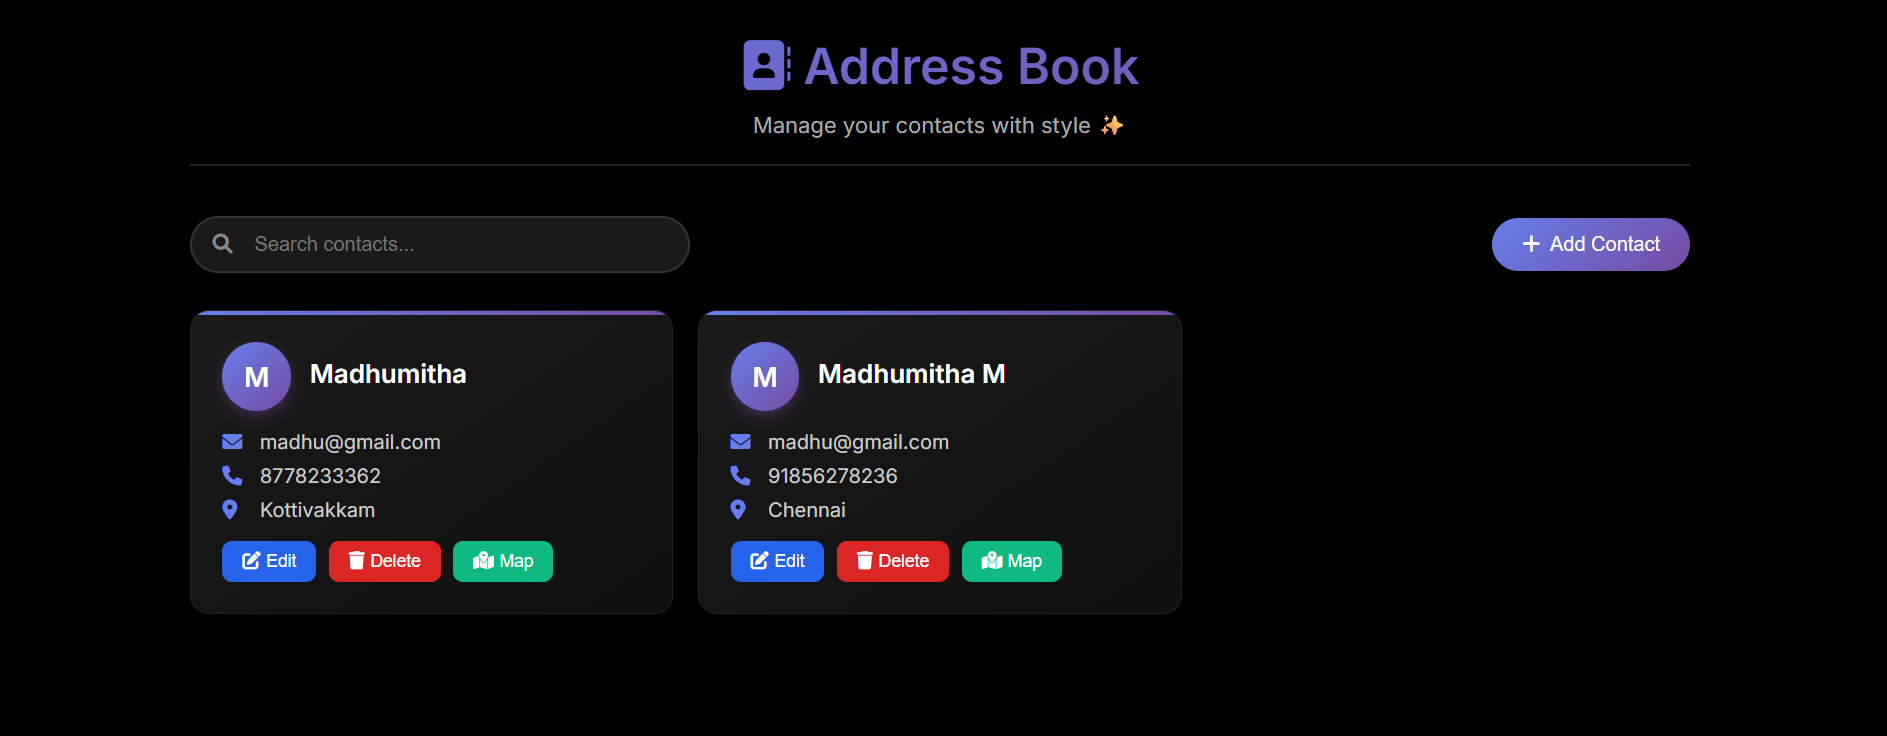 Address Book
Manage your contacts with style ✨
Search contacts...
Add Contact
M
Madhumitha
madhu@gmail.com
8778233362
Kottivakkam
Edit Delete Map
M
Madhumitha M
madhu@gmail.com
91856278236
Chennai
Edit Delete Map